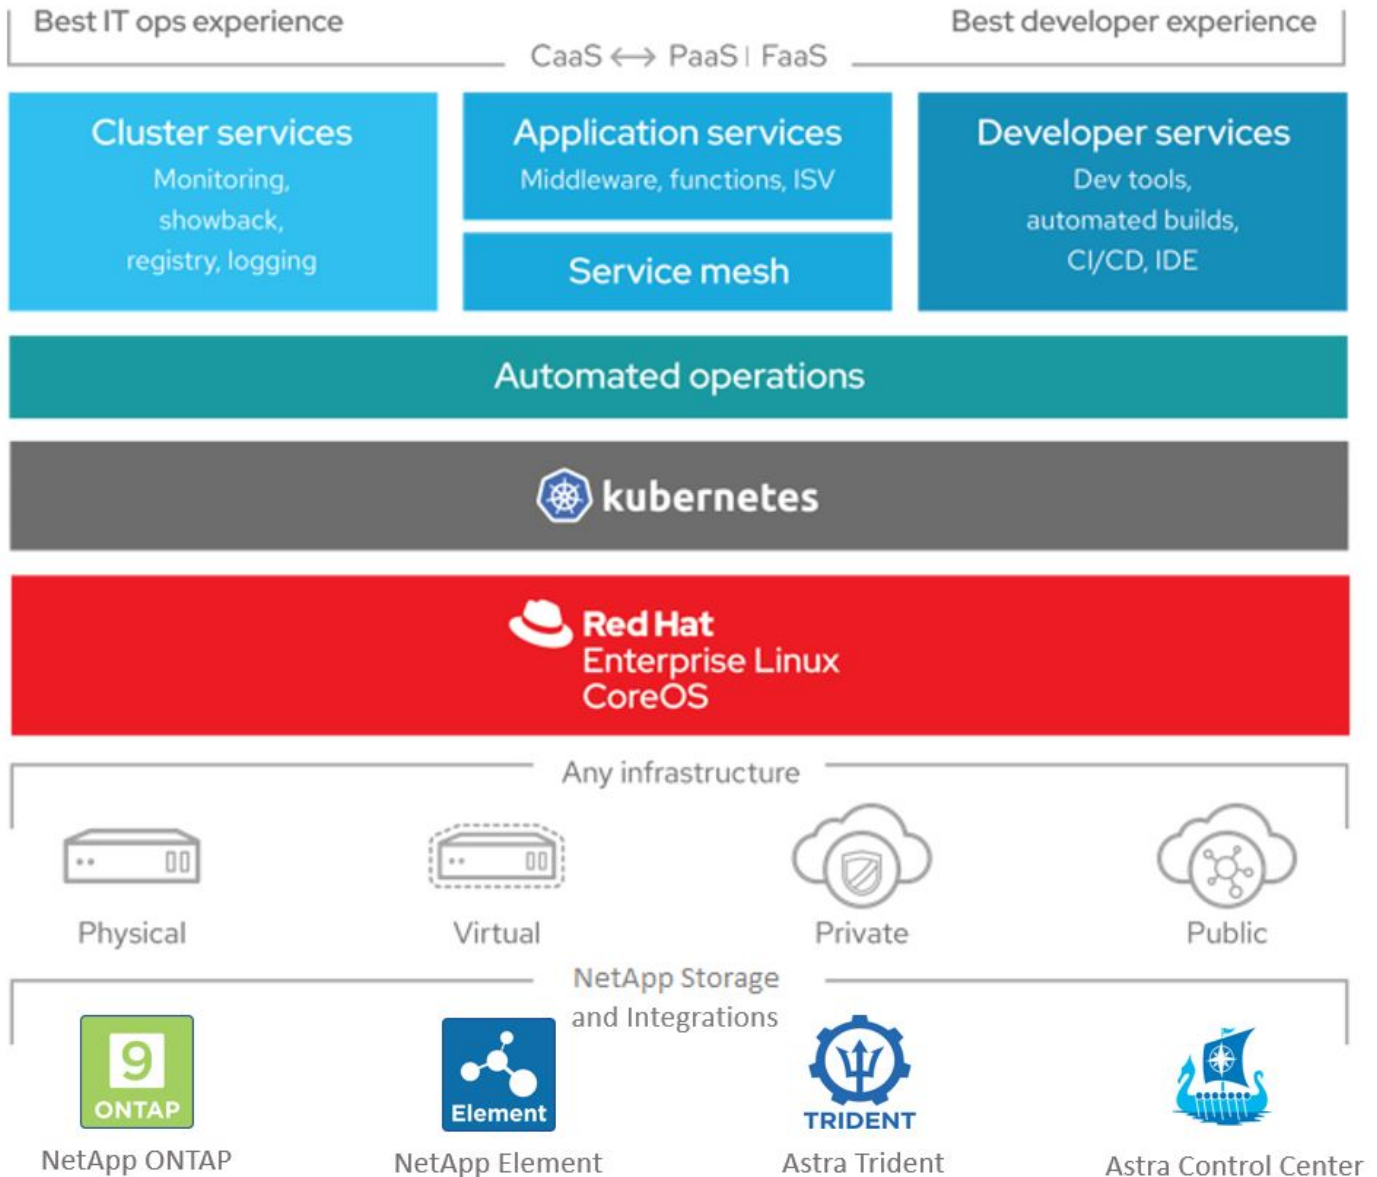 Best IT ops experience
Best developer experience
CaaS ↔ PaaS | FaaS
Cluster services
Monitoring,
showback,
registry, logging
Application services
Middleware, functions, ISV
Service mesh
Developer services
Dev tools,
automated builds,
CI/CD, IDE
Automated operations
kubernetes
Red Hat
Enterprise Linux
CoreOS
Any infrastructure
Physical
Virtual
Private
Public
NetApp Storage
and Integrations
9
ONTAP
Element
TRIDENT
NetApp ONTAP
NetApp Element
Astra Trident
Astra Control Center